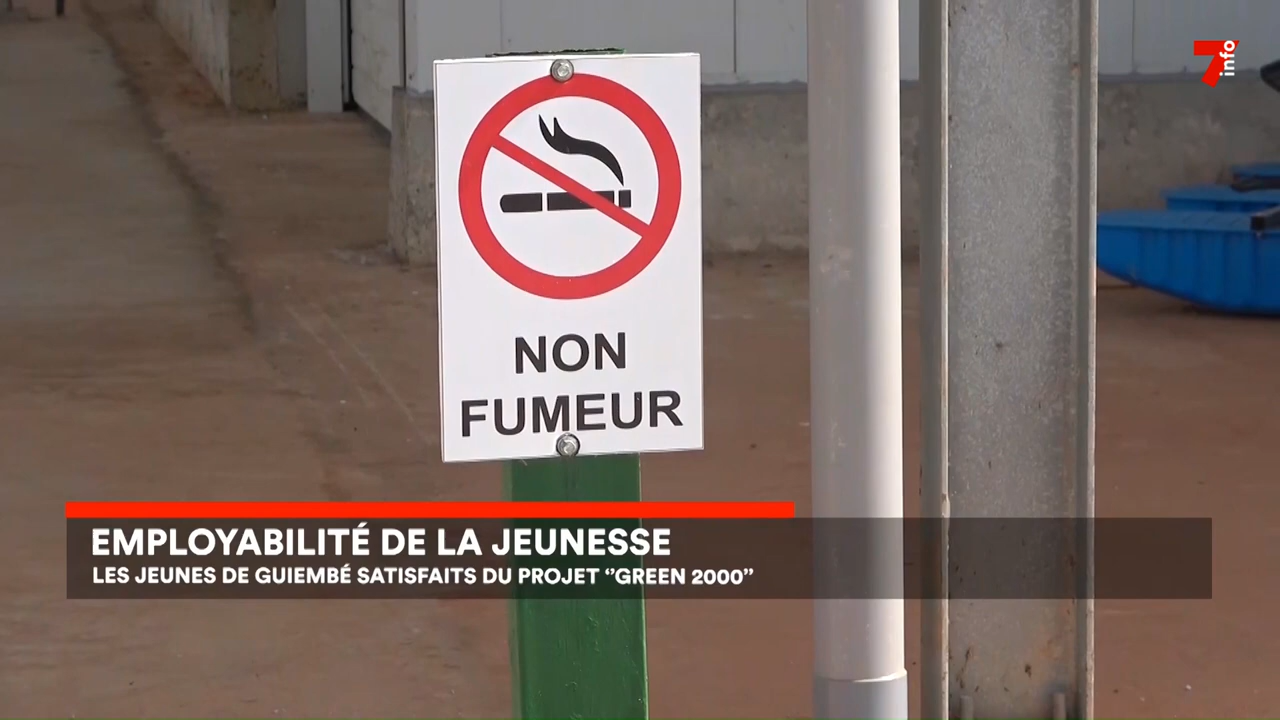 7info
NON
FUMEUR
EMPLOYABILITÉ DE LA JEUNESSE
LES JEUNES DE GUIEMBÉ SATISFAITS DU PROJET ‘’GREEN 2000’’